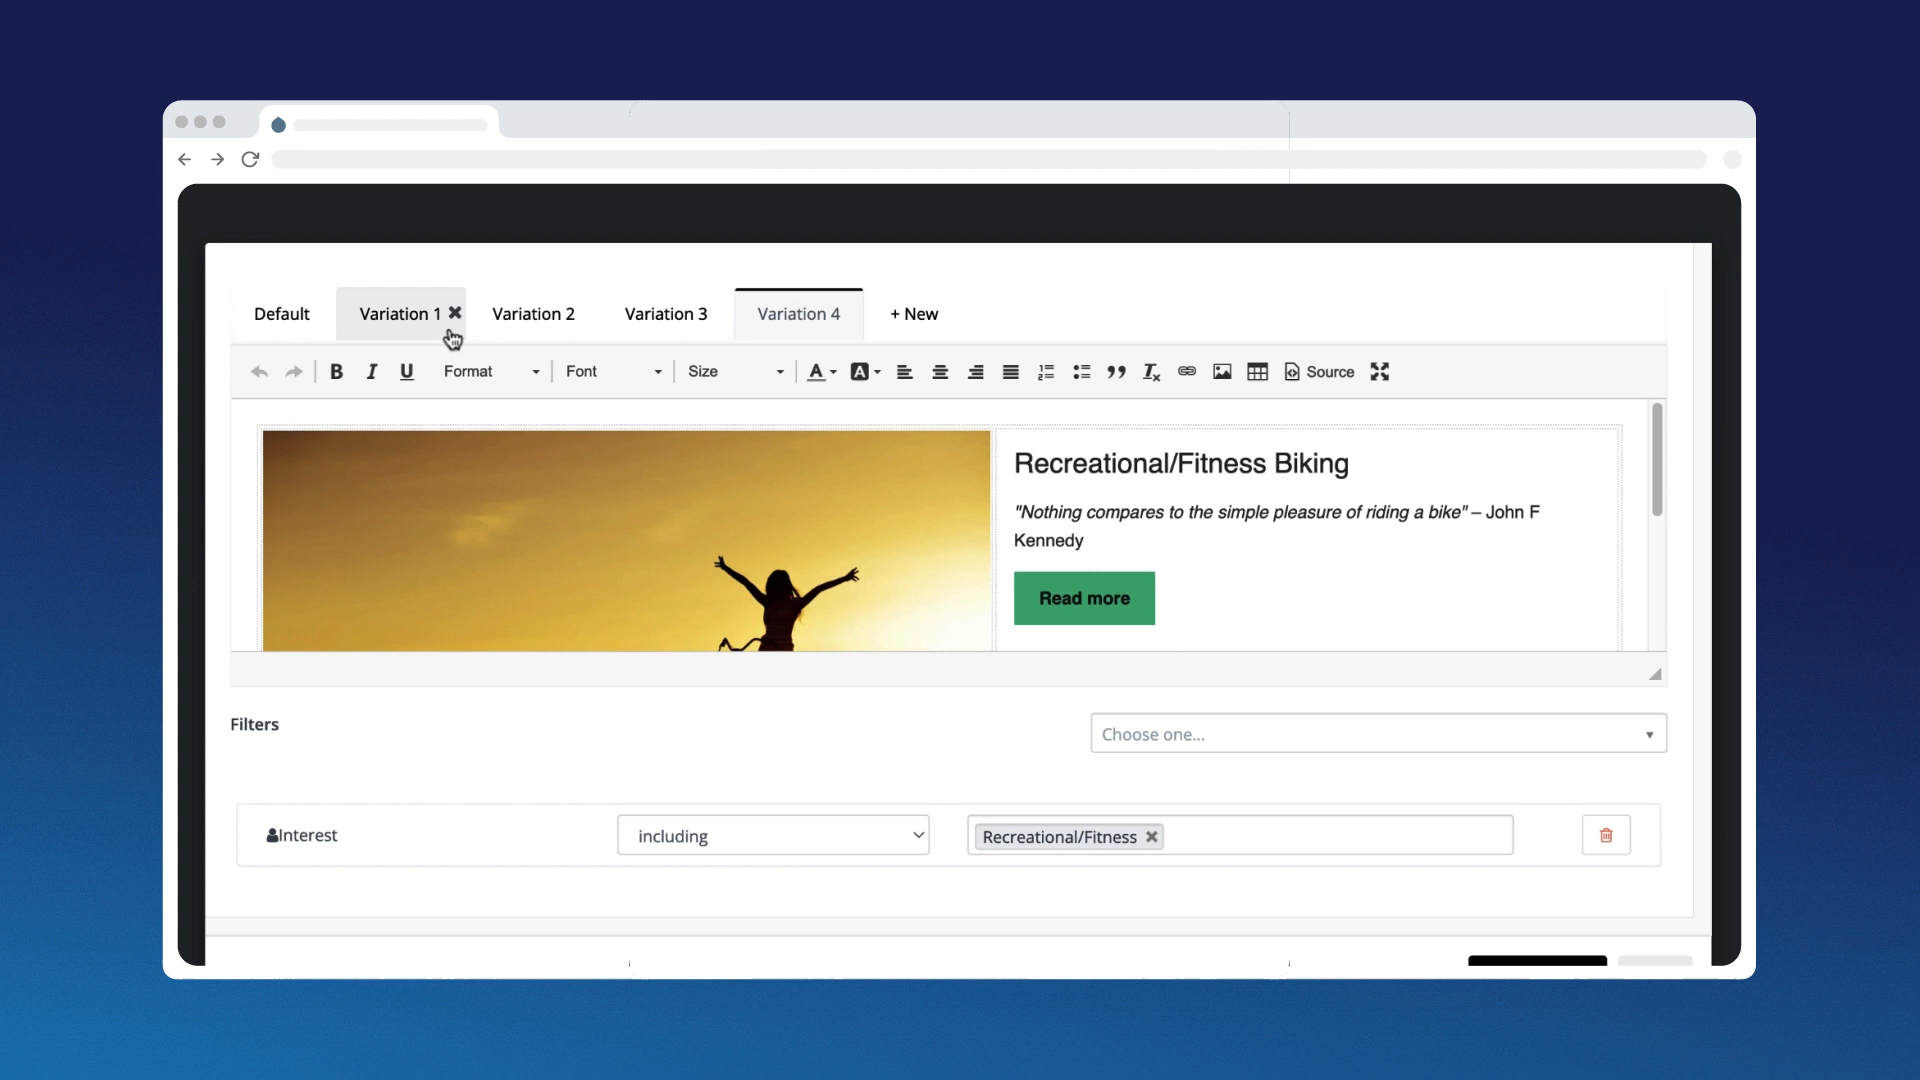 Default Variation 1 Variation 2 Variation 3 Variation 4 + New
B I U Format Font Size A A Source
Recreational/Fitness Biking
"Nothing compares to the simple pleasure of riding a bike" – John F
Kennedy
Read more
Filters
Choose one...
Interest including Recreational/Fitness